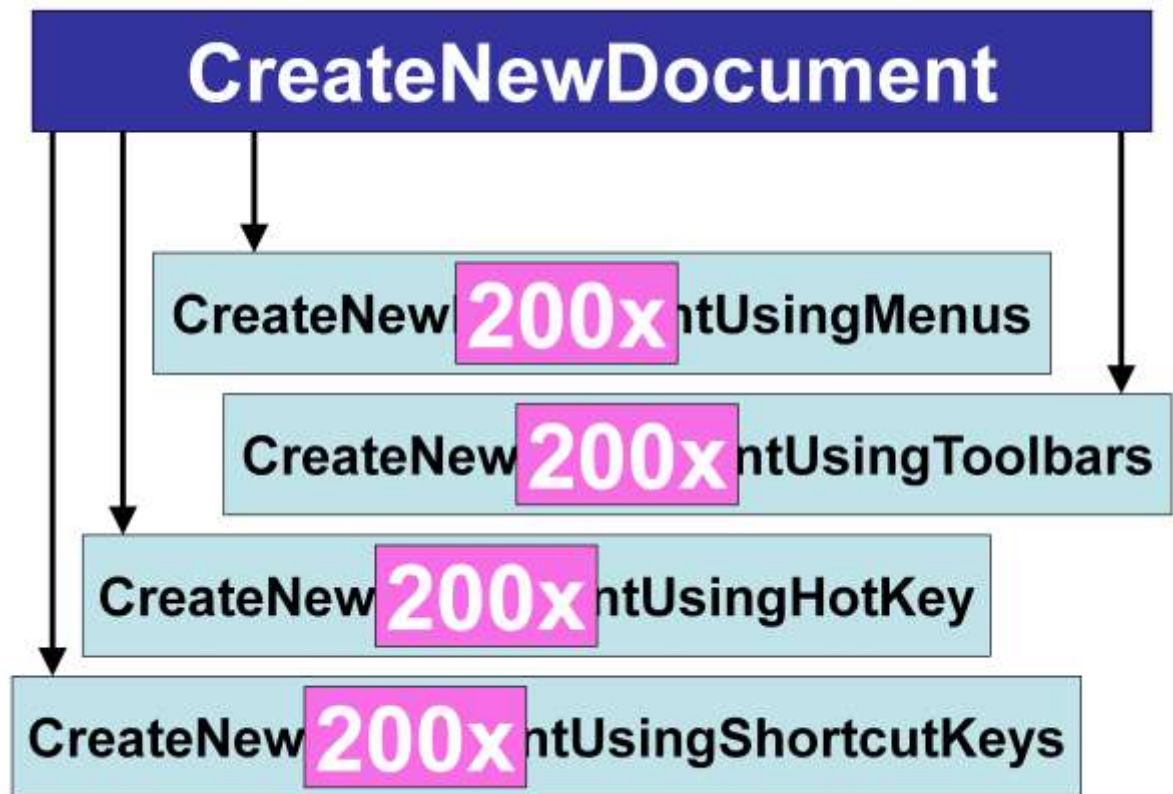 CreateNewDocument
CreateNew 200x ntUsingMenus
CreateNew 200x ntUsingToolbars
CreateNew 200x ntUsingHotKey
CreateNew 200x ntUsingShortcutKeys